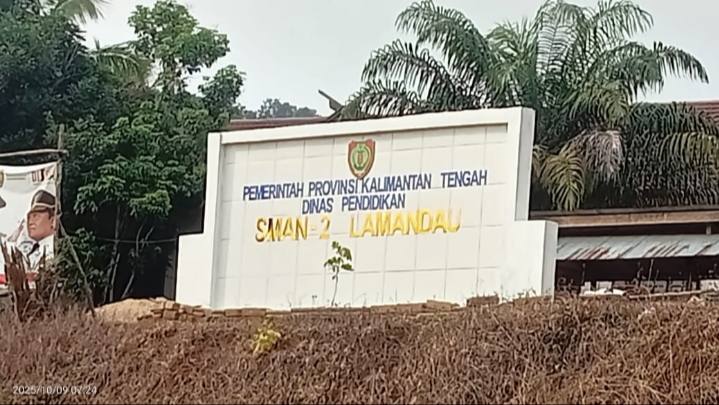 PEMERINTAH PROVINSI KALIMANTAN TENGAH
DINAS PENDIDIKAN
SMAN-2 LAMANDAU
2025/10/09 07:24